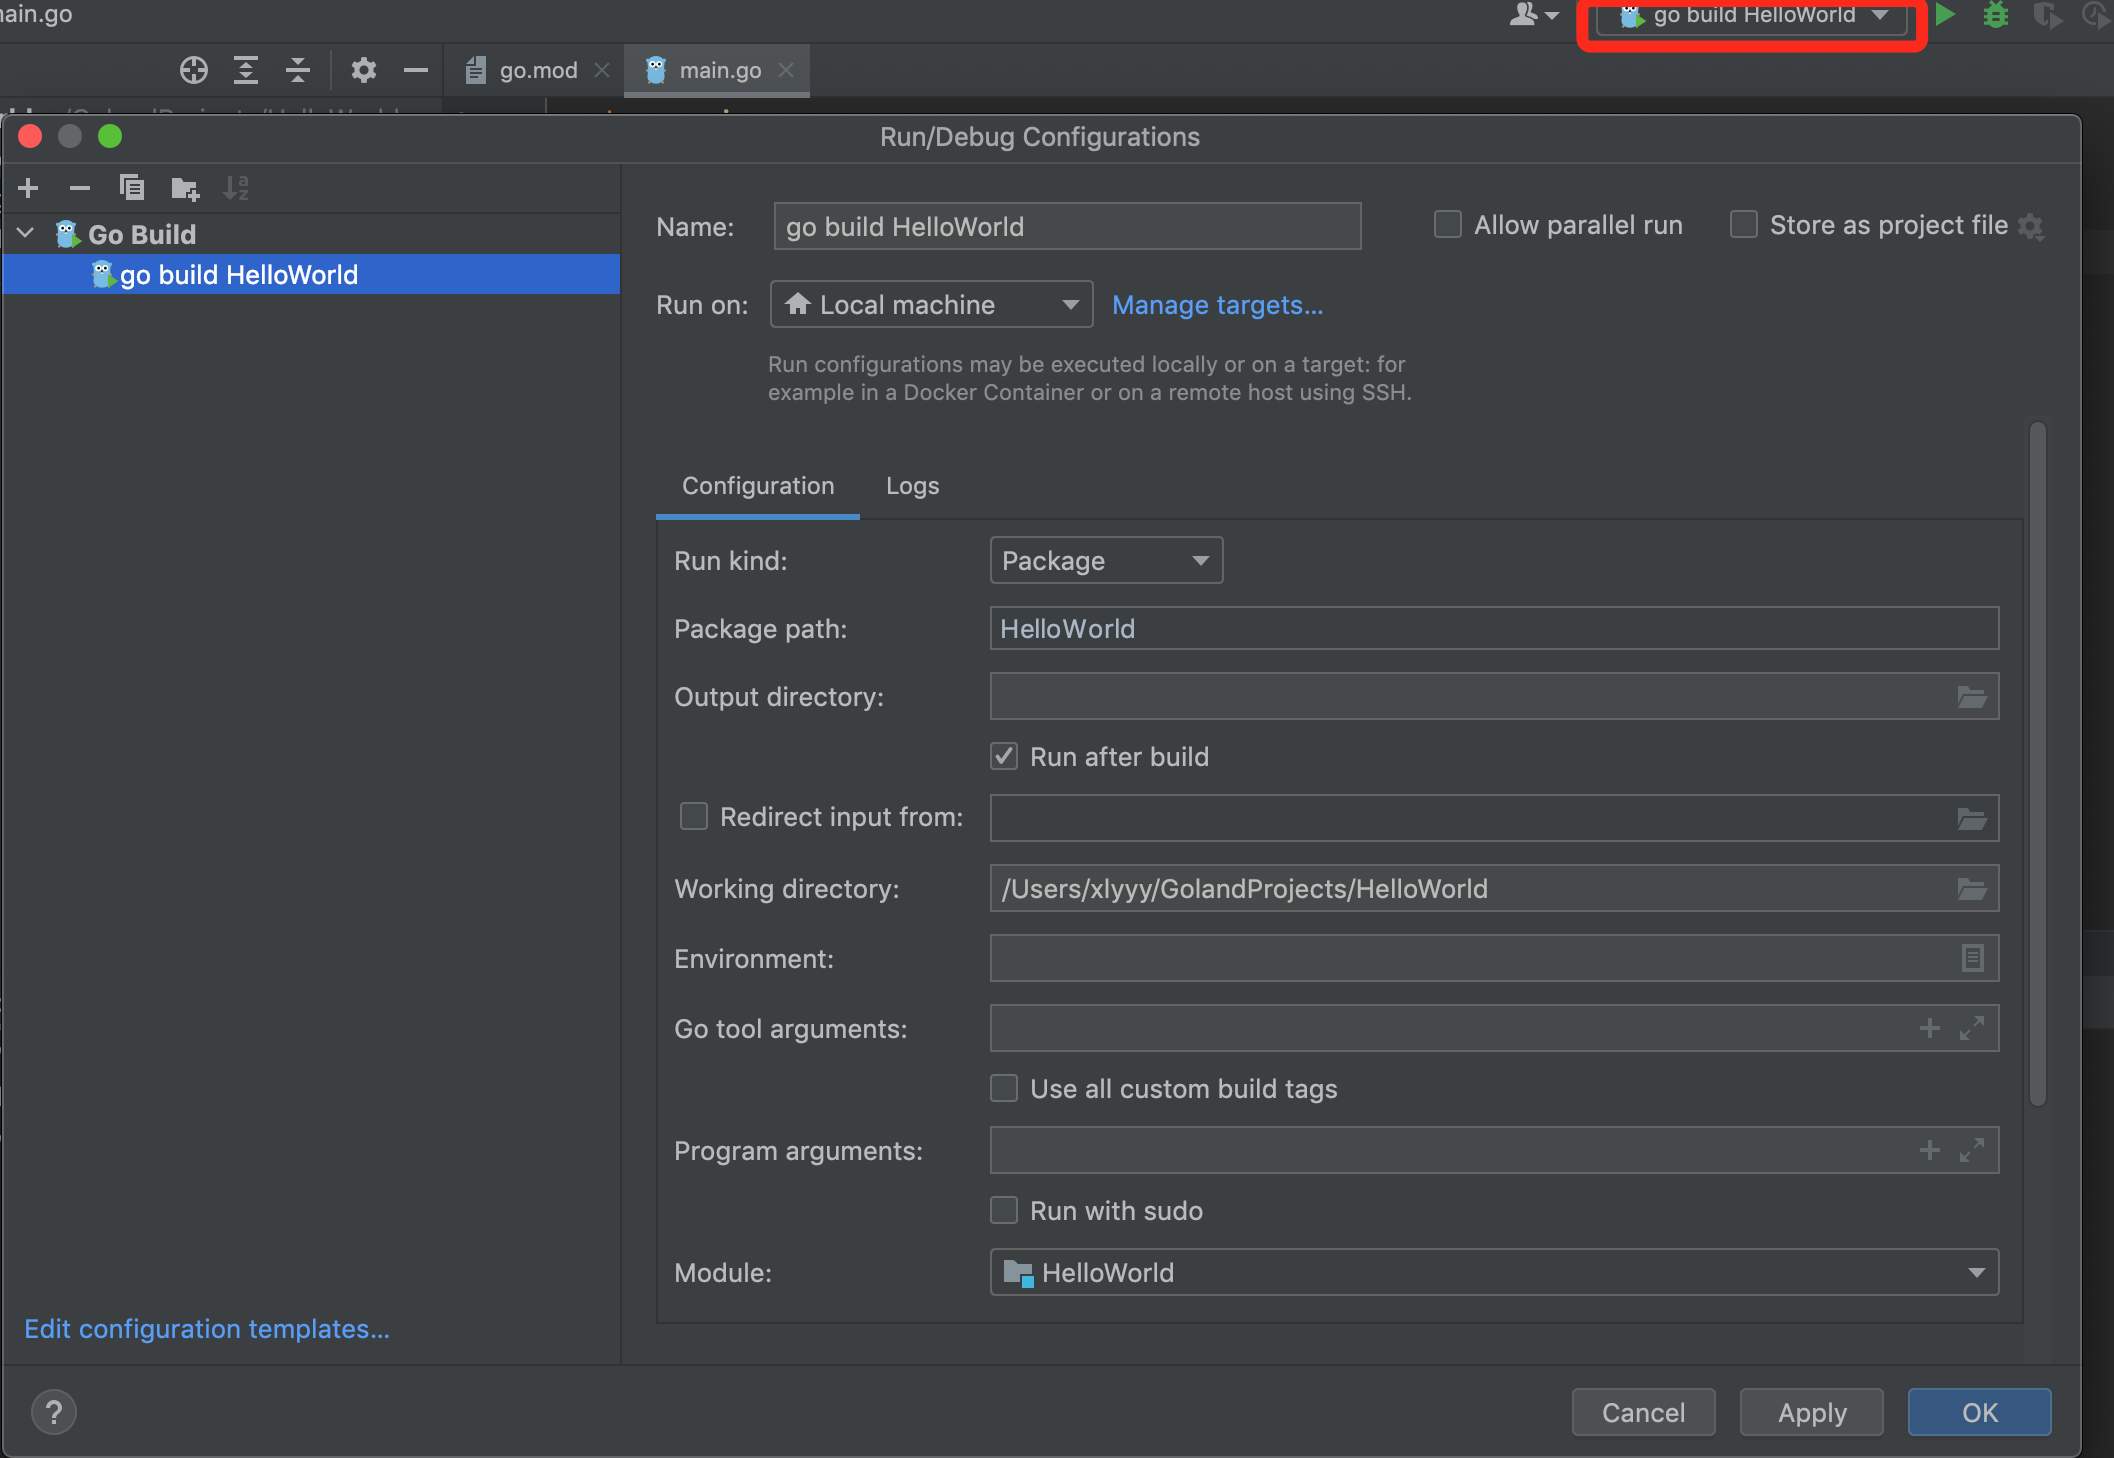 main.go
go build HelloWorld
go.mod
main.go
Run/Debug Configurations
Go Build
go build HelloWorld
Name: go build HelloWorld
Allow parallel run
Store as project file
Run on: Local machine Manage targets...
Run configurations may be executed locally or on a target: for
example in a Docker Container or on a remote host using SSH.
Configuration Logs
Run kind: Package
Package path: HelloWorld
Output directory:
Run after build
Redirect input from:
Working directory: /Users/xlyyy/GolandProjects/HelloWorld
Environment:
Go tool arguments:
Use all custom build tags
Program arguments:
Run with sudo
Module: HelloWorld
Edit configuration templates...
?
Cancel Apply OK